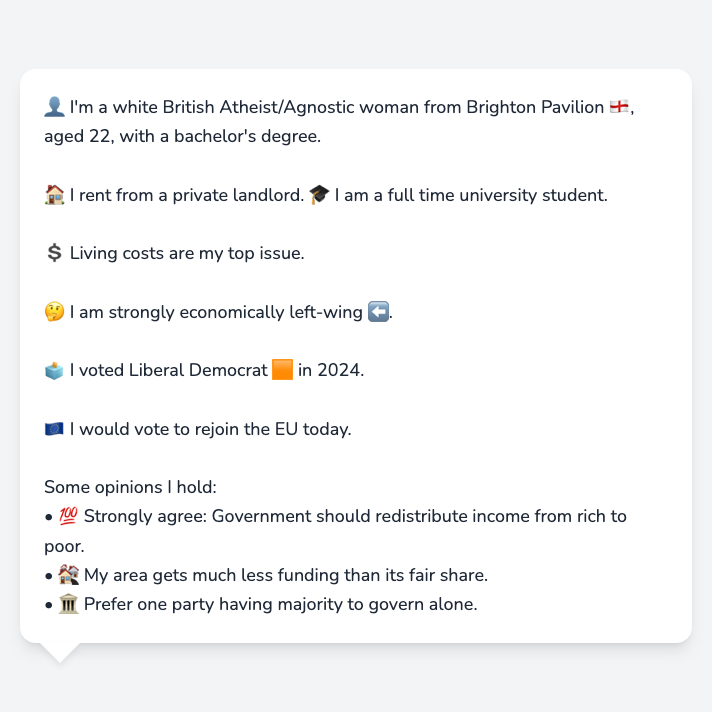 👤 I'm a white British Atheist/Agnostic woman from Brighton Pavilion 🏴󠁧󠁢󠁥󠁮󠁧󠁿,
aged 22, with a bachelor's degree.
🏠 I rent from a private landlord. 🎓 I am a full time university student.
💲 Living costs are my top issue.
🤔 I am strongly economically left-wing ⬅️.
🗳️ I voted Liberal Democrat 🟧 in 2024.
🇪🇺 I would vote to rejoin the EU today.
Some opinions I hold:
• 💯 Strongly agree: Government should redistribute income from rich to
poor.
• 🏘️ My area gets much less funding than its fair share.
• 🏛️ Prefer one party having majority to govern alone.